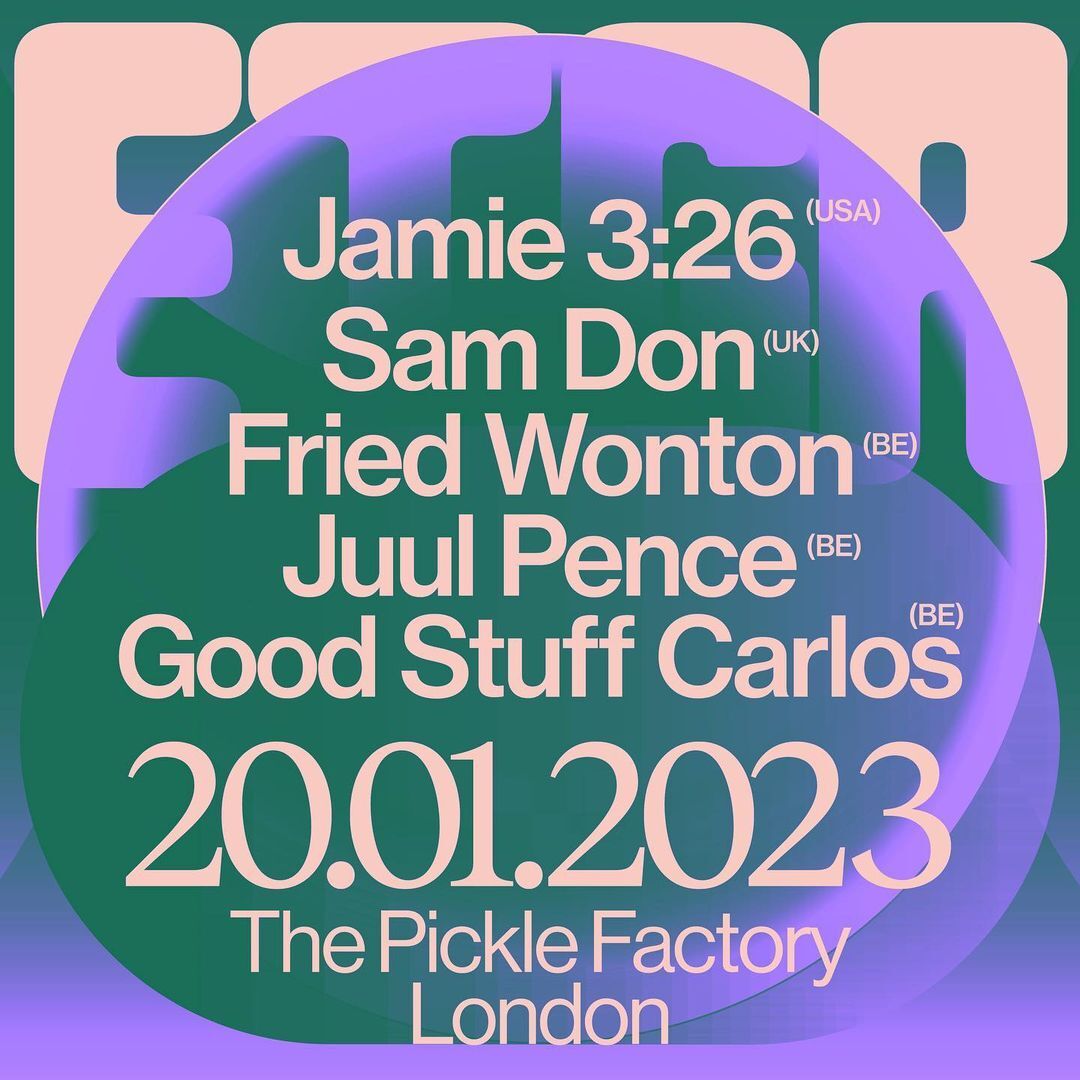 ETCR
Jamie 3:26 (USA)
Sam Don (UK)
Fried Wonton (BE)
Juul Pence (BE)
Good Stuff Carlos (BE)
20.01.2023
The Pickle Factory
London